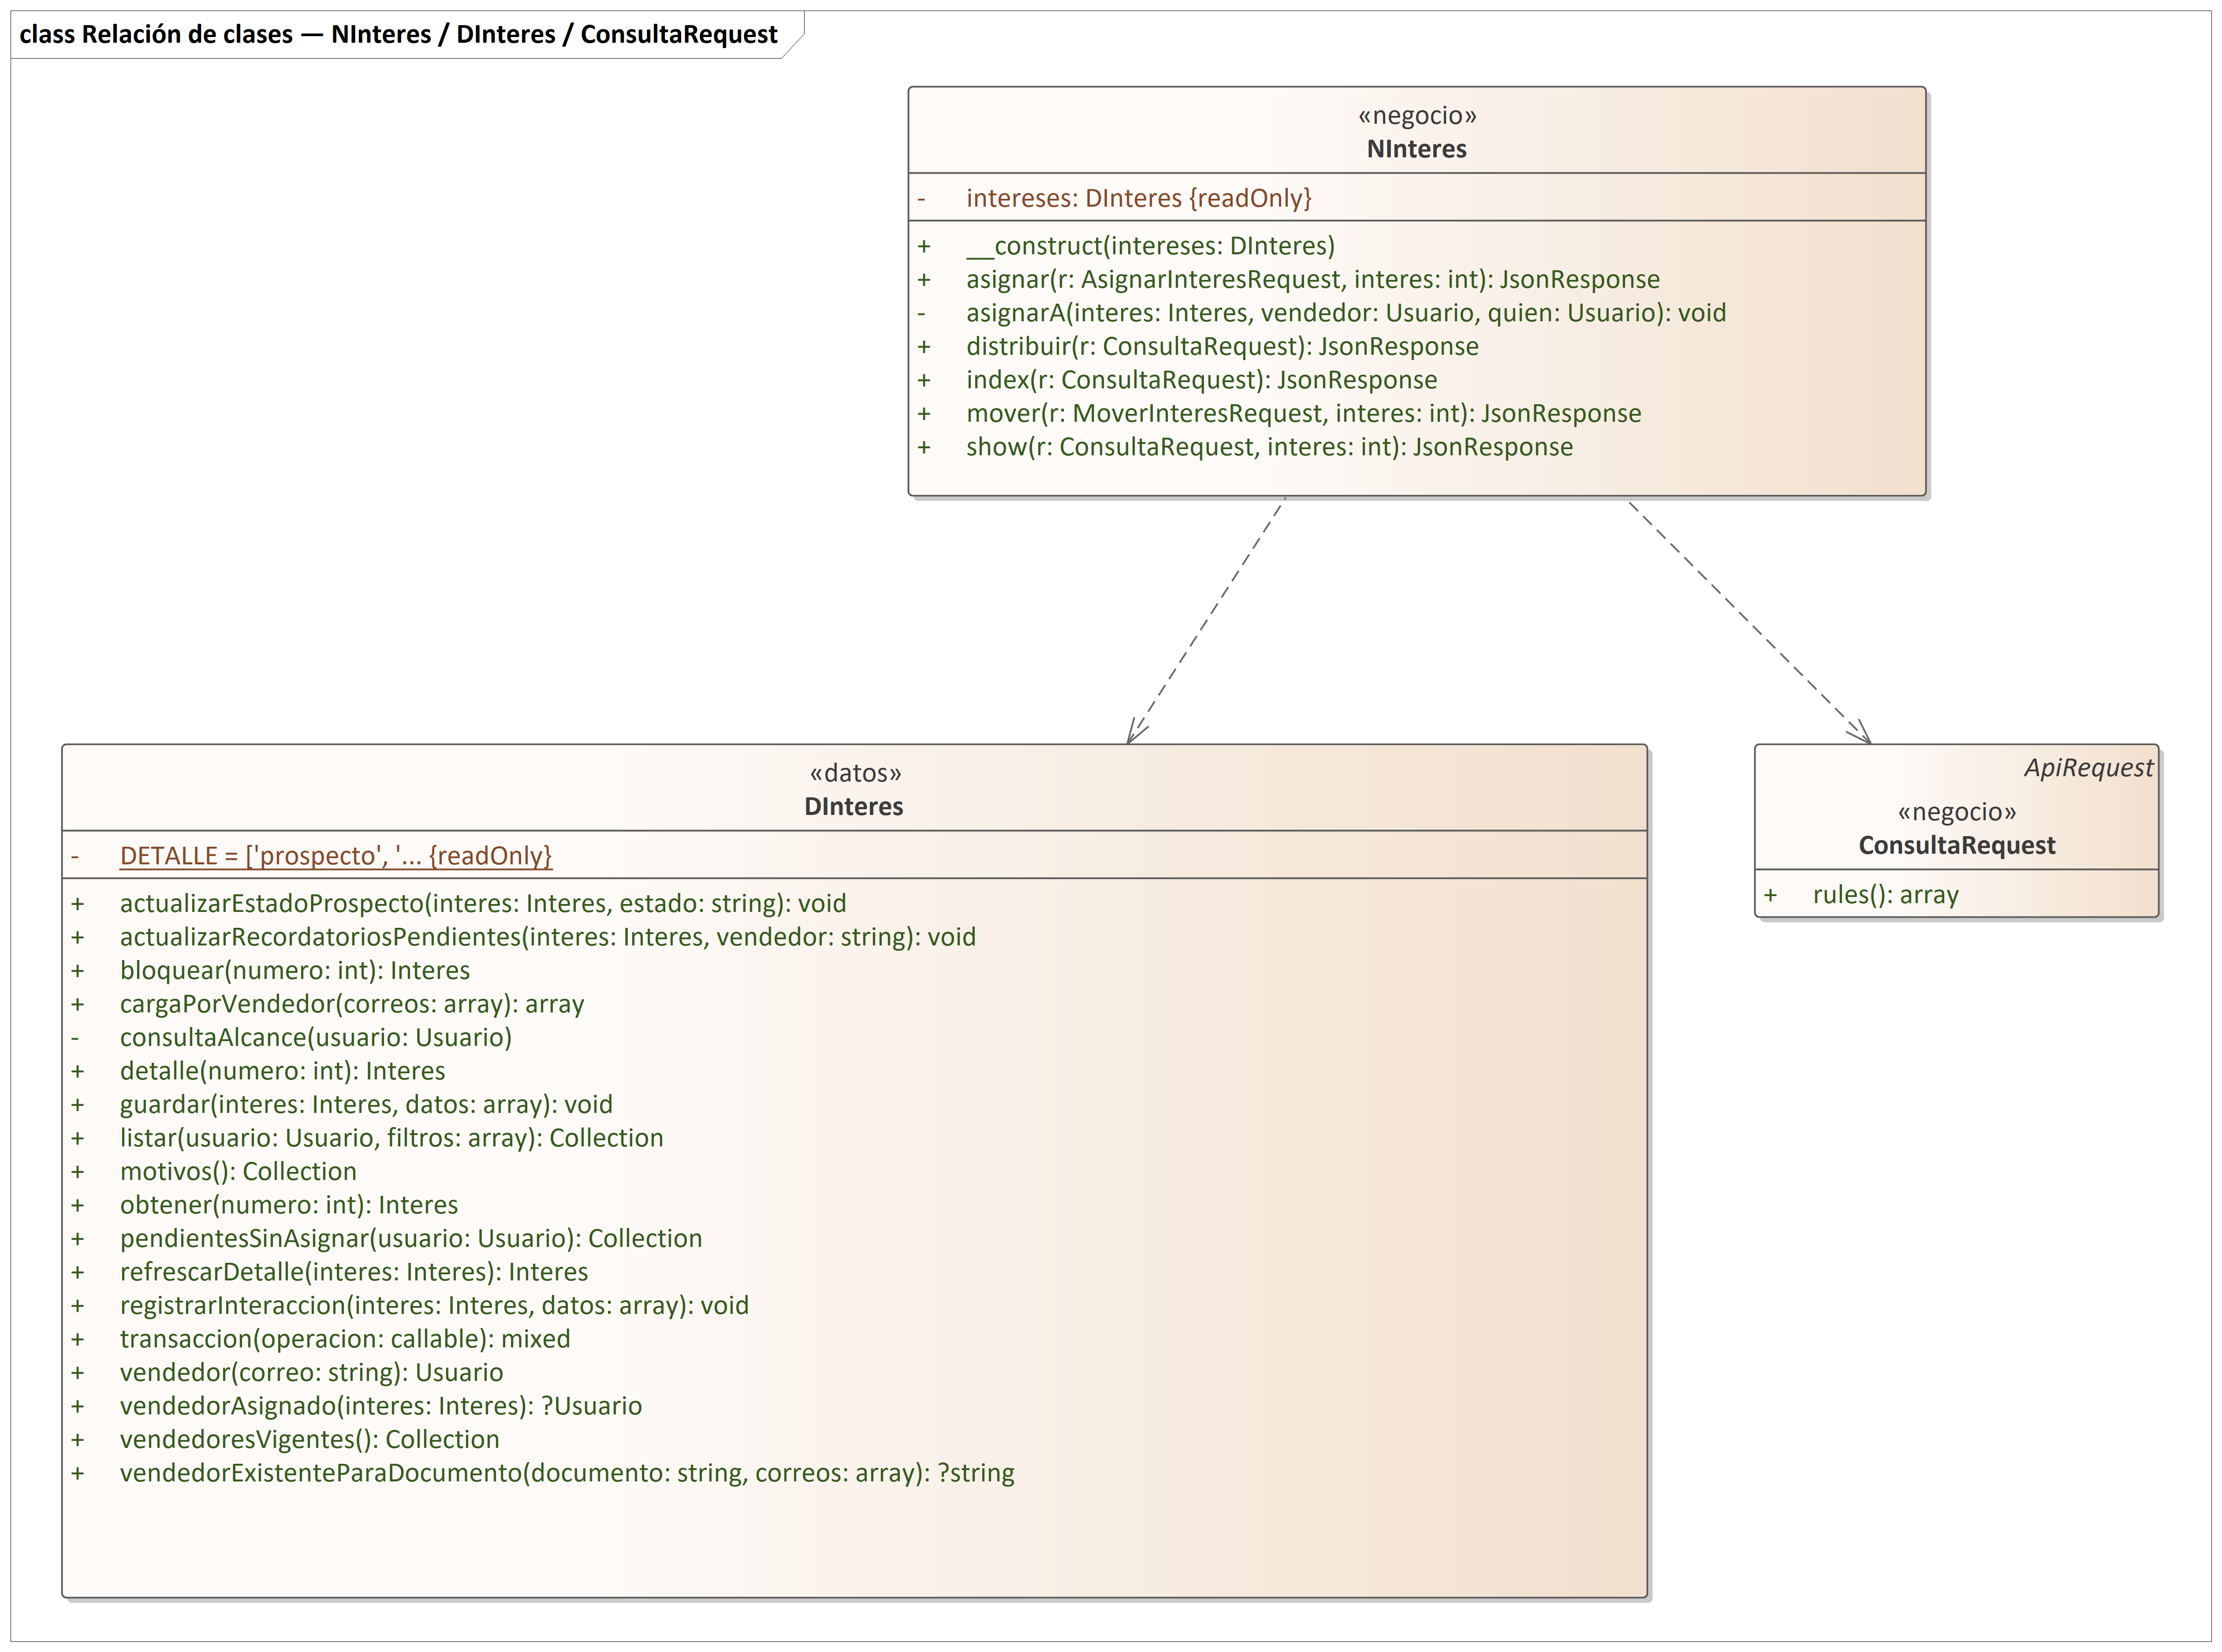 class Relación de clases — NInteres / DInteres / ConsultaRequest
«negocio»
NInteres
- intereses: DInteres {readOnly}
+ __construct(intereses: DInteres)
+ asignar(r: AsignarInteresRequest, interes: int): JsonResponse
- asignarA(interes: Interes, vendedor: Usuario, quien: Usuario): void
+ distribuir(r: ConsultaRequest): JsonResponse
+ index(r: ConsultaRequest): JsonResponse
+ mover(r: MoverInteresRequest, interes: int): JsonResponse
+ show(r: ConsultaRequest, interes: int): JsonResponse
«datos»
DInteres
- DETALLE = ['prospecto', '... {readOnly}
+ actualizarEstadoProspecto(interes: Interes, estado: string): void
+ actualizarRecordatoriosPendientes(interes: Interes, vendedor: string): void
+ bloquear(numero: int): Interes
+ cargaPorVendedor(correos: array): array
- consultaAlcance(usuario: Usuario)
+ detalle(numero: int): Interes
+ guardar(interes: Interes, datos: array): void
+ listar(usuario: Usuario, filtros: array): Collection
+ motivos(): Collection
+ obtener(numero: int): Interes
+ pendientesSinAsignar(usuario: Usuario): Collection
+ refrescarDetalle(interes: Interes): Interes
+ registrarInteraccion(interes: Interes, datos: array): void
+ transaccion(operacion: callable): mixed
+ vendedor(correo: string): Usuario
+ vendedorAsignado(interes: Interes): ?Usuario
+ vendedoresVigentes(): Collection
+ vendedorExistenteParaDocumento(documento: string, correos: array): ?string
ApiRequest
«negocio»
ConsultaRequest
+ rules(): array